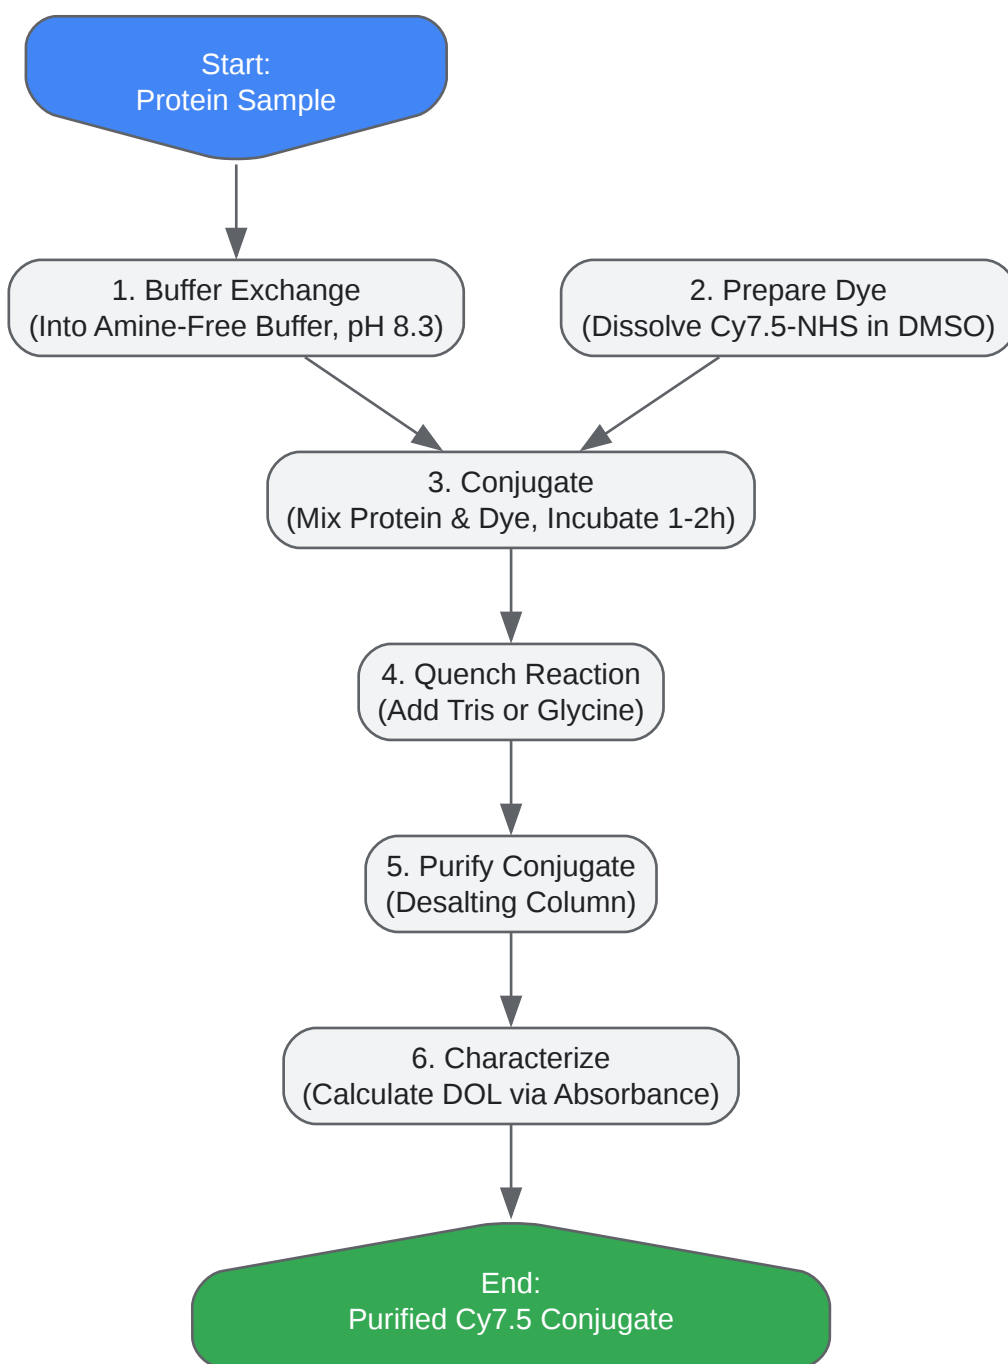 Start:
Protein Sample
1. Buffer Exchange
(Into Amine-Free Buffer, pH 8.3)
2. Prepare Dye
(Dissolve Cy7.5-NHS in DMSO)
3. Conjugate
(Mix Protein & Dye, Incubate 1-2h)
4. Quench Reaction
(Add Tris or Glycine)
5. Purify Conjugate
(Desalting Column)
6. Characterize
(Calculate DOL via Absorbance)
End:
Purified Cy7.5 Conjugate